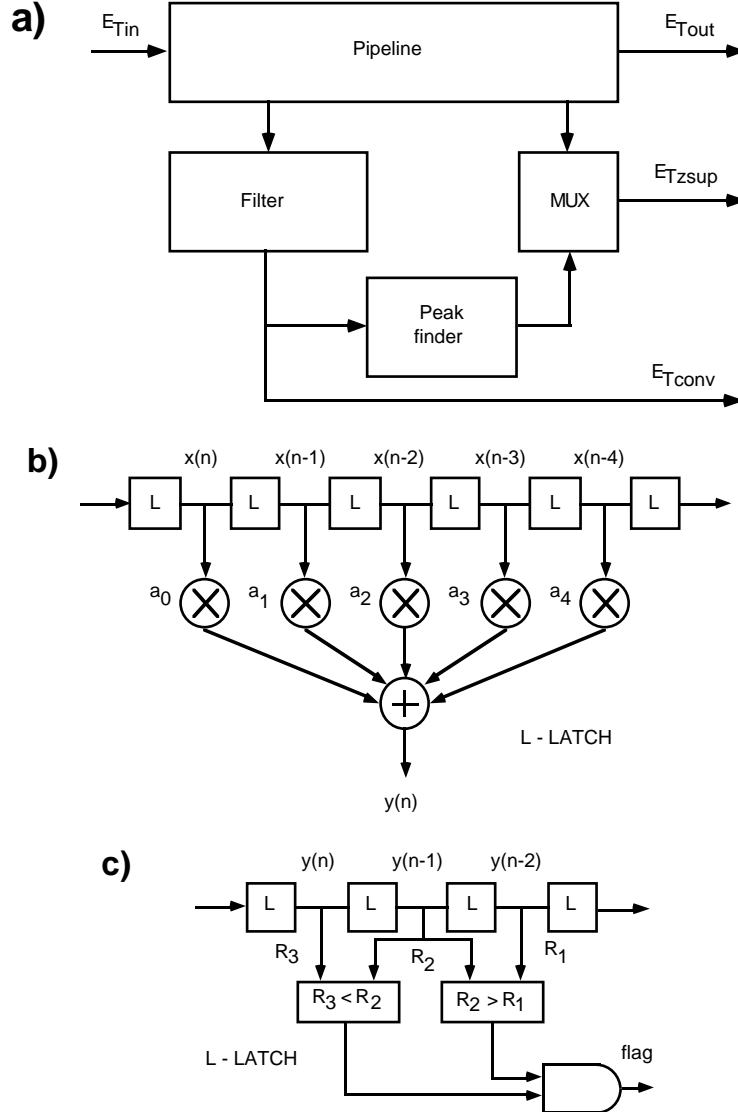 a)
E_Tin
E_Tout
Pipeline
Filter
MUX
E_Tzsup
Peak
finder
E_Tconv
b)
x(n) x(n-1) x(n-2) x(n-3) x(n-4)
L L L L L L
a_0 a_1 a_2 a_3 a_4
L - LATCH
y(n)
c)
y(n) y(n-1) y(n-2)
L L L L
R_3 R_2 R_1
R_3 < R_2 R_2 > R_1
L - LATCH
flag